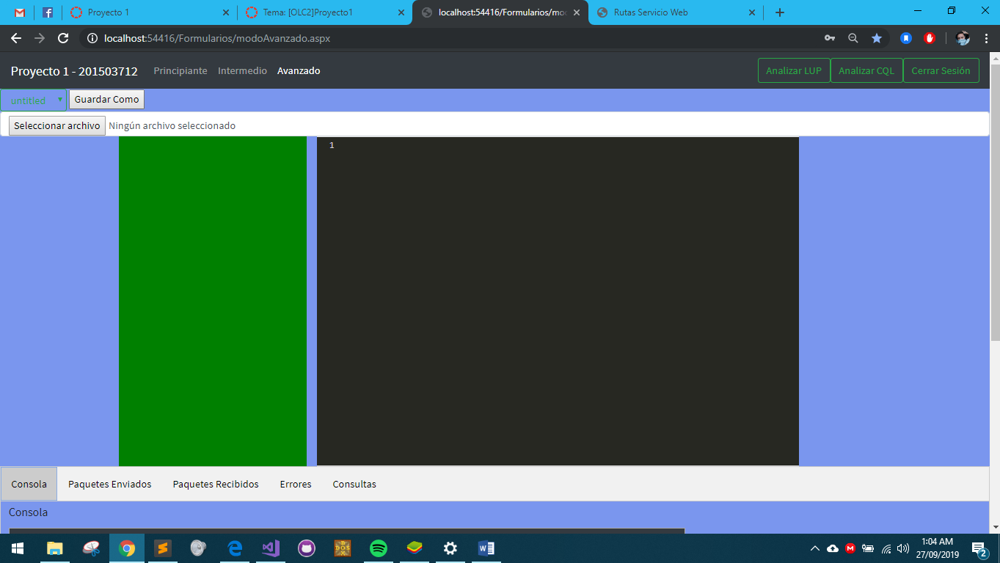 Proyecto 1
Tema: [OLC2]Proyecto1
localhost:54416/Formularios/mo
Rutas Servicio Web
localhost:54416/Formularios/modoAvanzado.aspx
Proyecto 1 - 201503712 Principiante Intermedio Avanzado Analizar LUP Analizar CQL Cerrar Sesión
untitled Guardar Como
Seleccionar archivo Ningún archivo seleccionado
1
Consola Paquetes Enviados Paquetes Recibidos Errores Consultas
Consola
1:04 AM
27/09/2019
2